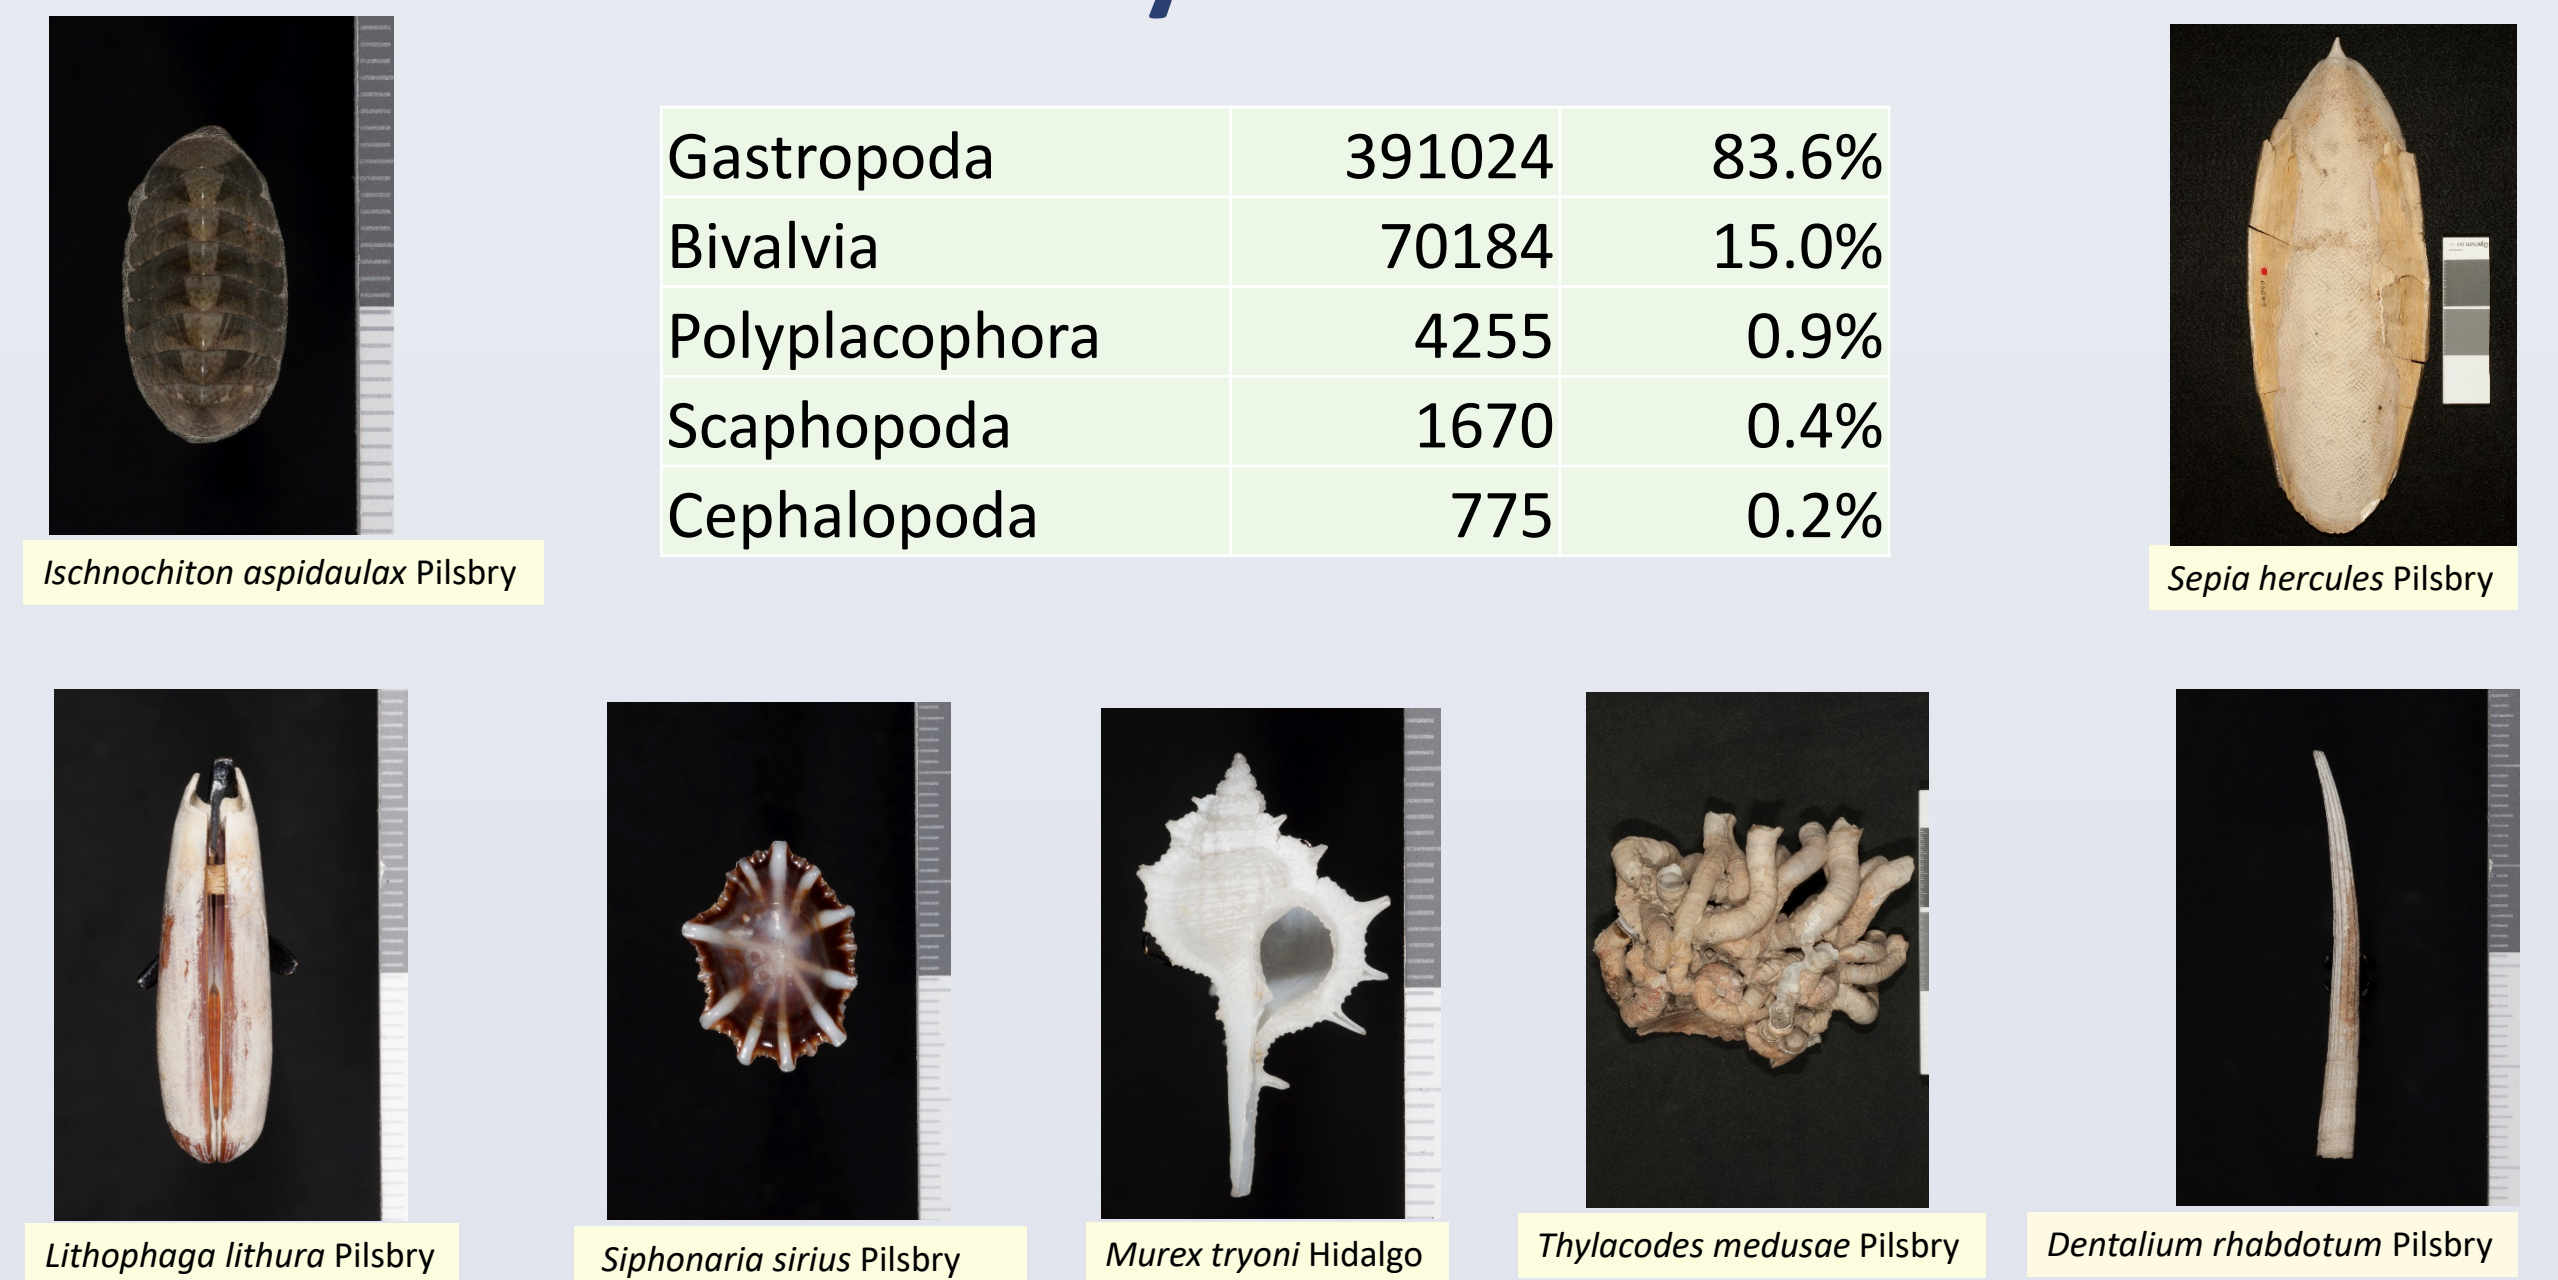 Gastropoda 391024 83.6%
Bivalvia 70184 15.0%
Polyplacophora 4255 0.9%
Scaphopoda 1670 0.4%
Cephalopoda 775 0.2%
Ischnochiton aspidaulax Pilsbry
Sepia hercules Pilsbry
Lithophaga lithura Pilsbry
Siphonaria sirius Pilsbry
Murex tryoni Hidalgo
Thylacodes medusae Pilsbry
Dentalium rhabdotum Pilsbry